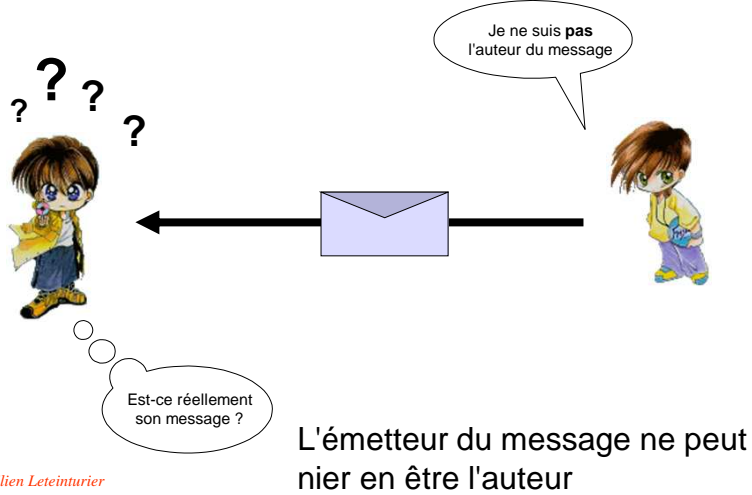 Je ne suis pas
l'auteur du message
?
?
?
?
Est-ce réellement
son message ?
L'émetteur du message ne peut
nier en être l'auteur
lien Leteinturier